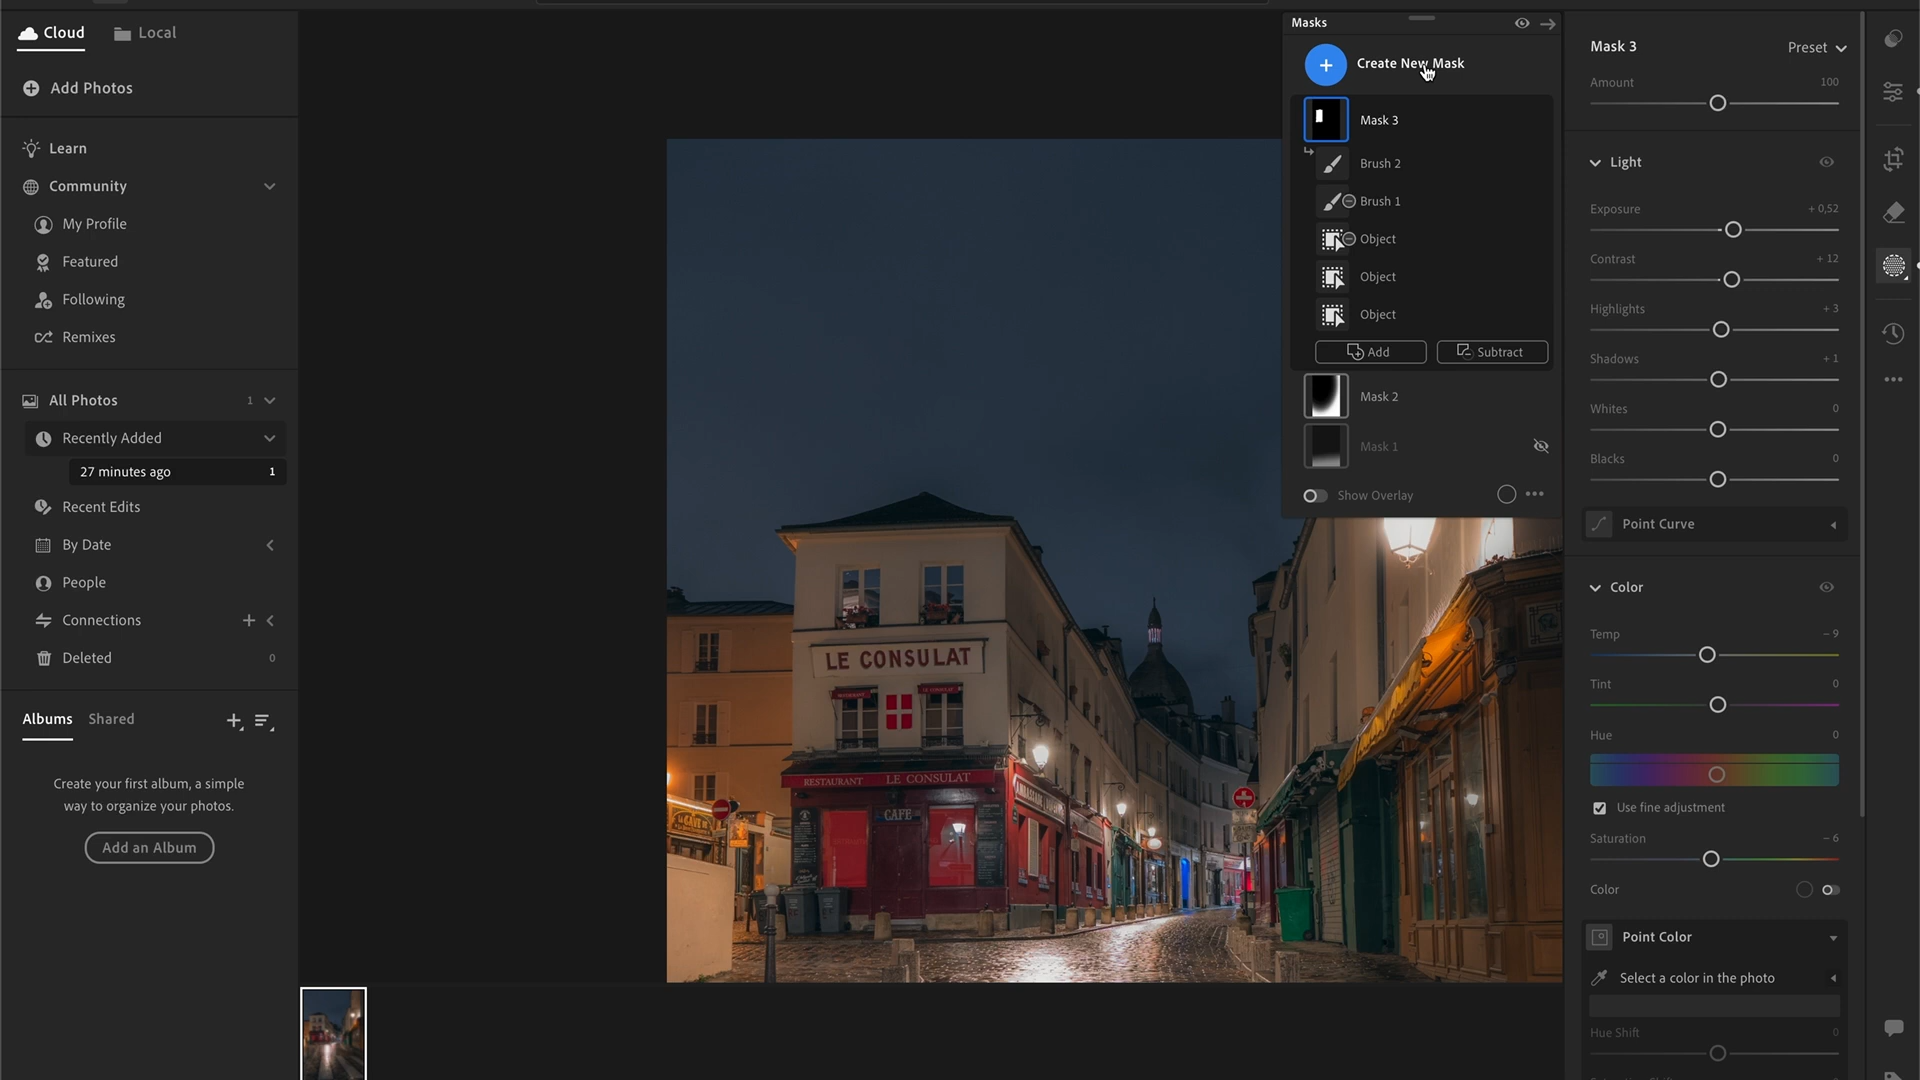 Cloud
Local
Add Photos
Learn
Community
My Profile
Featured
Following
Remixes
All Photos 1
Recently Added
27 minutes ago 1
Recent Edits
By Date
People
Connections
Deleted 0
Albums
Shared
Create your first album, a simple
way to organize your photos.
Add an Album
LE CONSULAT
RESTAURANT LE CONSULAT
CAFE
Masks
Create New Mask
Mask 3
Brush 2
Brush 1
Object
Object
Object
Add
Subtract
Mask 2
Mask 1
Show Overlay
Mask 3
Preset
Amount 100
Light
Exposure + 0,52
Contrast + 12
Highlights + 3
Shadows + 1
Whites 0
Blacks 0
Point Curve
Color
Temp – 9
Tint 0
Hue 0
Use fine adjustment
Saturation – 6
Color
Point Color
Select a color in the photo
Hue Shift 0